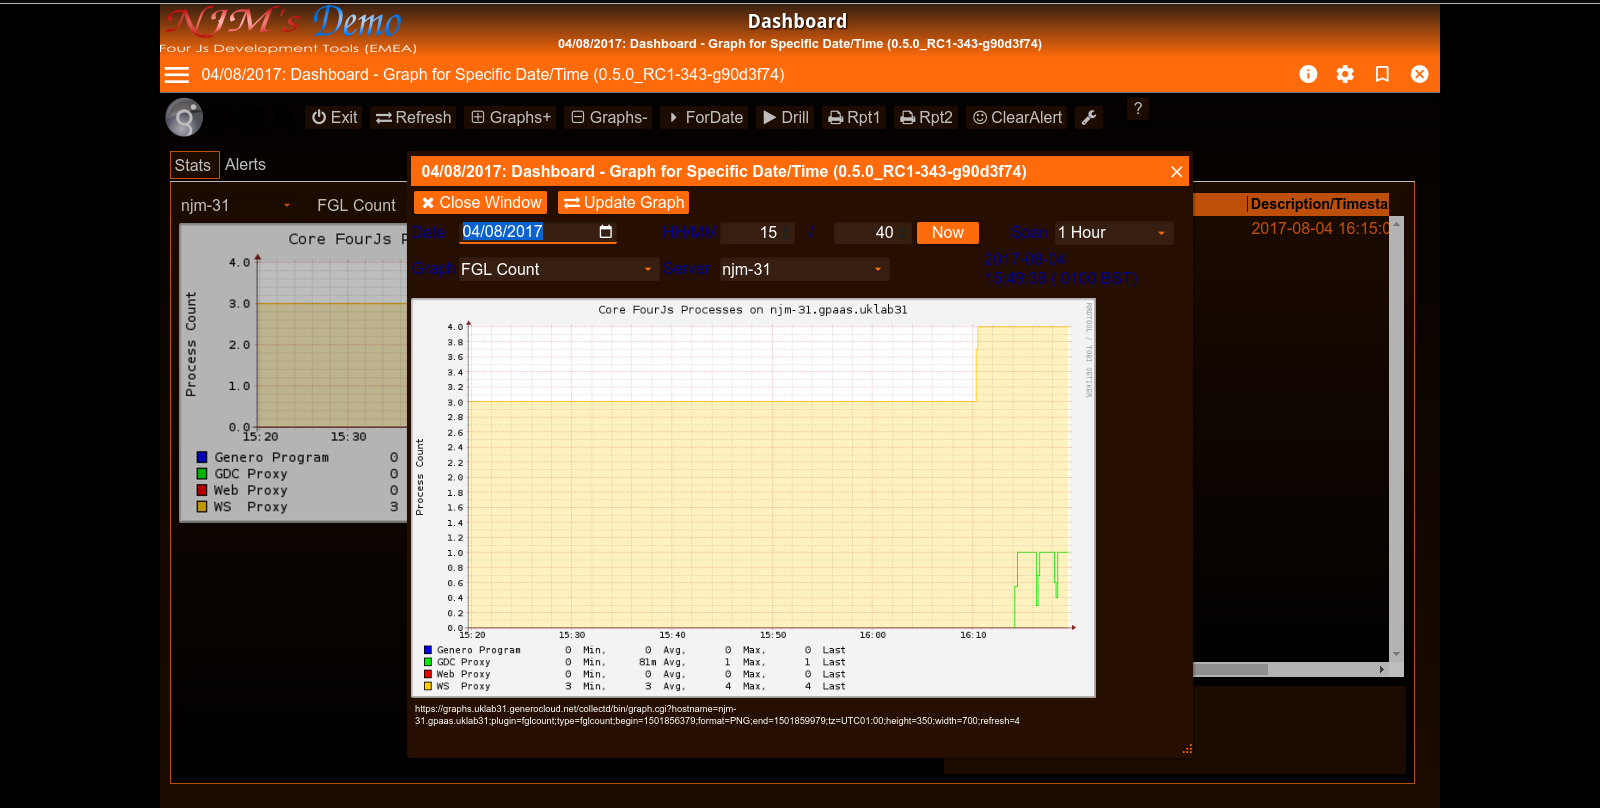 NJM's Demo
Four Js Development Tools (EMEA)
Dashboard
04/08/2017: Dashboard - Graph for Specific Date/Time (0.5.0_RC1-343-g90d3f74)
04/08/2017: Dashboard - Graph for Specific Date/Time (0.5.0_RC1-343-g90d3f74)
Exit Refresh Graphs+ Graphs- ForDate Drill Rpt1 Rpt2 ClearAlert ?
Stats Alerts
njm-31 FGL Count
Core FourJs
4.0
3.0
2.0
1.0
0.0
Process Count
15:20 15:30
Genero Program 0
GDC Proxy 0
Web Proxy 0
WS Proxy 3
04/08/2017: Dashboard - Graph for Specific Date/Time (0.5.0_RC1-343-g90d3f74)
Close Window Update Graph
Date 04/08/2017 HH/MM 15 / 40 Now Span 1 Hour
Graph FGL Count Server njm-31 2017-08-04
15:49:39 (-0100 BST)
Core FourJs Processes on njm-31.gpaas.uklab31
4.0
3.8
3.6
3.4
3.2
3.0
2.8
2.6
2.4
2.2
2.0
1.8
1.6
1.4
1.2
1.0
0.8
0.6
0.4
0.2
0.0
Process Count
RRDTOOL / TOBI OETIKER
15:20 15:30 15:40 15:50 16:00 16:10
Genero Program 0 Min, 0 Avg, 0 Max, 0 Last
GDC Proxy 0 Min, 81m Avg, 1 Max, 1 Last
Web Proxy 0 Min, 0 Avg, 0 Max, 0 Last
WS Proxy 3 Min, 3 Avg, 4 Max, 4 Last
https://graphs.uklab31.generocloud.net/collectd/bin/graph.cgi?hostname=njm-
31.gpaas.uklab31;plugin=fglcount;type=fglcount;begin=1501856379;format=PNG;end=1501859979;tz=UTC01:00;height=350;width=700;refresh=4
Description/Timesta
2017-08-04 16:15:0